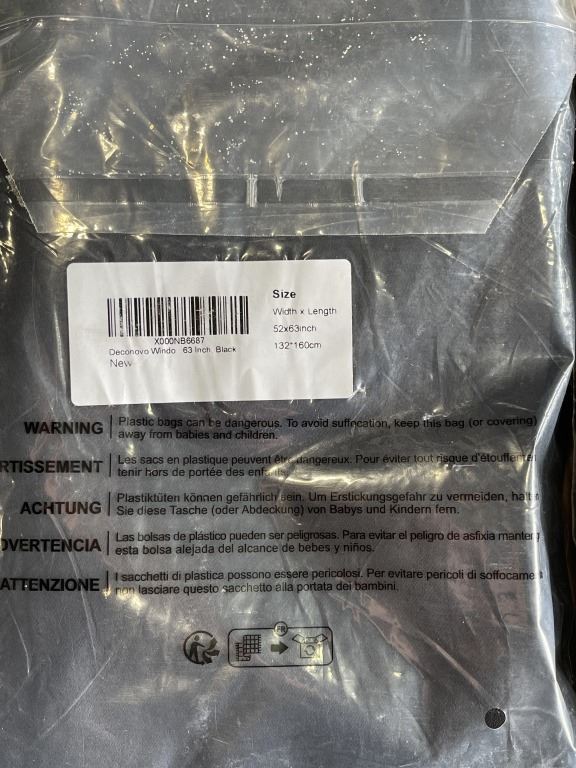 Size
Width x Length
52x63inch
132*160cm
X000NB6687
Deconovo Windo 63 Inch, Black
New
WARNING
Plastic bags can be dangerous. To avoid suffocation, keep this bag (or covering)
away from babies and children.
RTISSEMENT
Les sacs en plastique peuvent être dangereux. Pour éviter tout risque d'étouffement
tenir hors de portée des enfants.
ACHTUNG
Plastiktüten können gefährlich sein. Um Erstickungsgefahr zu vermeiden, halt
Sie diese Tasche (oder Abdeckung) von Babys und Kindern fern.
OVERTENCIA
Las bolsas de plástico pueden ser peligrosas. Para evitar el peligro de asfixia manten
esta bolsa alejada del alcance de bebes y niños.
ATTENZIONE
I sacchetti di plastica possono essere pericolosi. Per evitare pericoli di soffocame
non lasciare questo sacchetto alla portata dei bambini.
FR